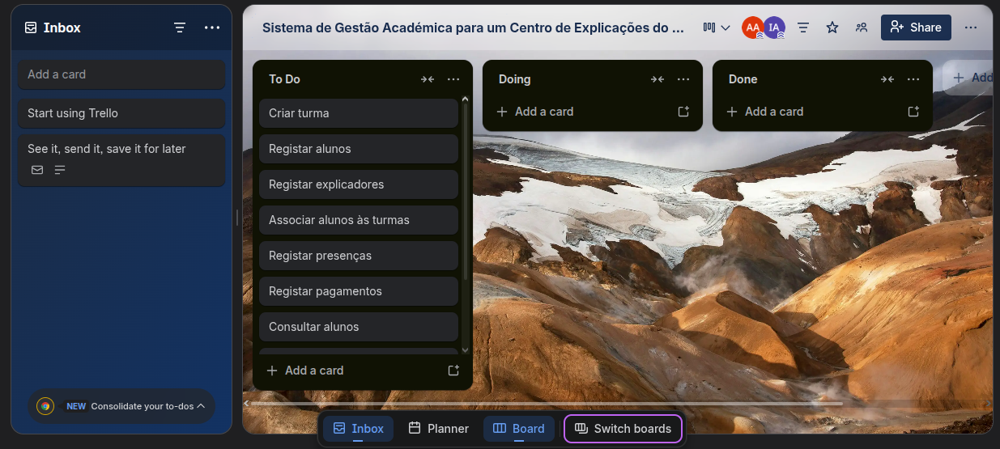 Inbox
Add a card
Start using Trello
See it, send it, save it for later
NEW Consolidate your to-dos
Sistema de Gestão Académica para um Centro de Explicações do ...
AA IA
Share
To Do
Criar turma
Registar alunos
Registar explicadores
Associar alunos às turmas
Registar presenças
Registar pagamentos
Consultar alunos
Add a card
Doing
Add a card
Done
Add a card
Add
Inbox
Planner
Board
Switch boards